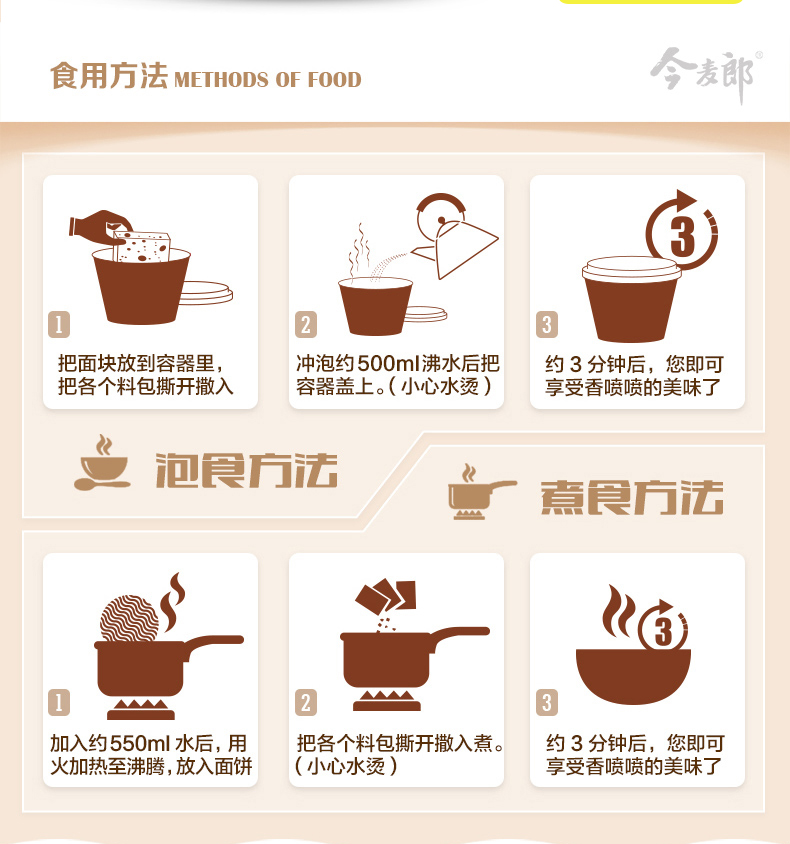 食用方法 METHODS OF FOOD
今麦郎®
3
1
把面块放到容器里，
把各个料包撕开撒入
2
冲泡约500ml沸水后把
容器盖上。（小心水烫）
3
约 3 分钟后，您即可
享受香喷喷的美味了
泡食方法
煮食方法
1
加入约550ml 水后，用
火加热至沸腾，放入面饼
2
把各个料包撕开撒入煮。
（小心水烫）
3
3
约 3 分钟后，您即可
享受香喷喷的美味了